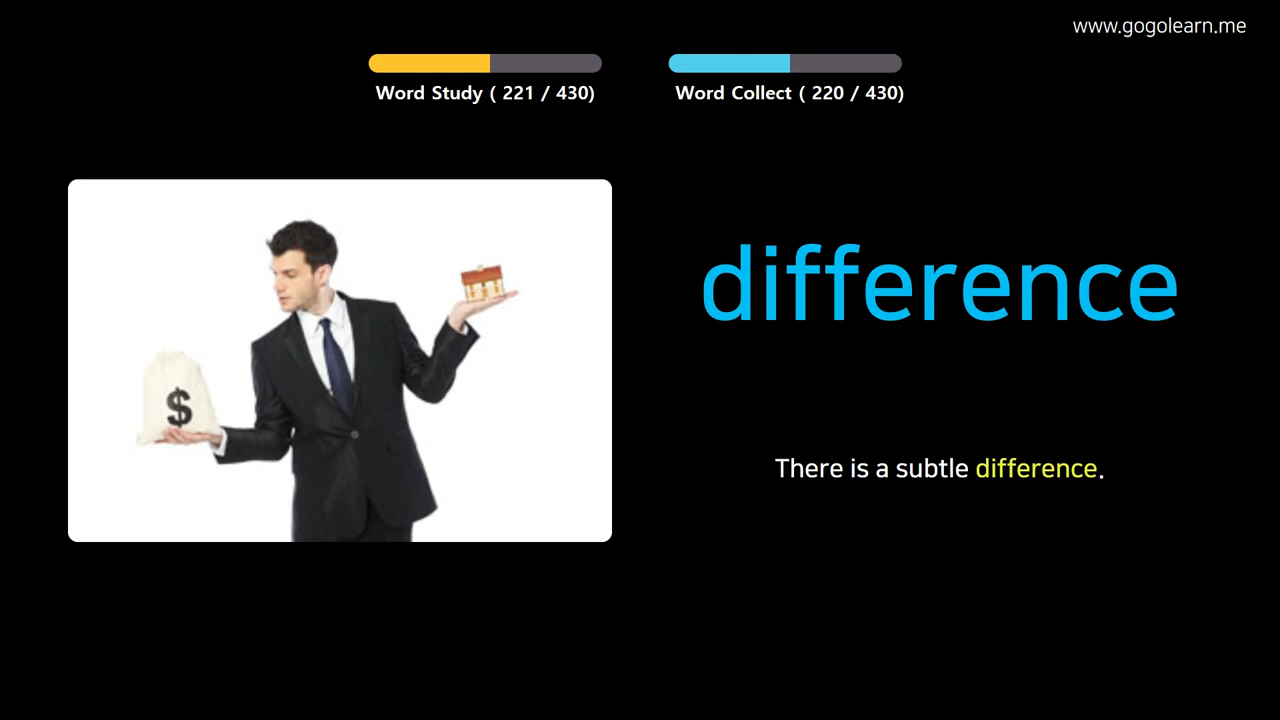 www.gogolearn.me
Word Study ( 221 / 430)
Word Collect ( 220 / 430)
$
difference
There is a subtle difference.